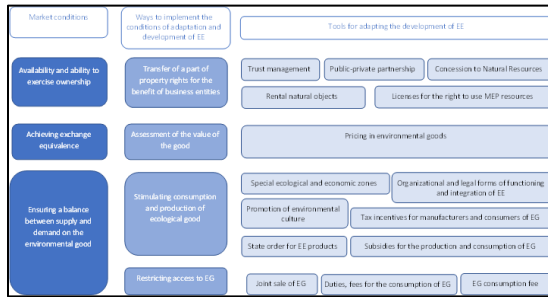 Market conditions
Ways to implement the
conditions of adaptation and
development of EE
Tools for adapting the development of EE
Availability and ability to
exercise ownership
Transfer of a part of
property rights for the
benefit of business entities
Trust management
Public-private partnership
Concession to Natural Resources
Rental natural objects
Licenses for the right to use MEP resources
Achieving exchange
equivalence
Assessment of the value of
the good
Pricing in environmental goods
Ensuring a balance
between supply and
demand on the
environmental good
Stimulating consumption
and production of
ecological good
Special ecological and economic zones
Organizational and legal forms of functioning
and integration of EE
Promotion of environmental
culture
Tax incentives for manufacturers and consumers of EG
State order for EE products
Subsidies for the production and consumption of EG
Restricting access to EG
Joint sale of EG
Duties, fees for the consumption of EG
EG consumption fee